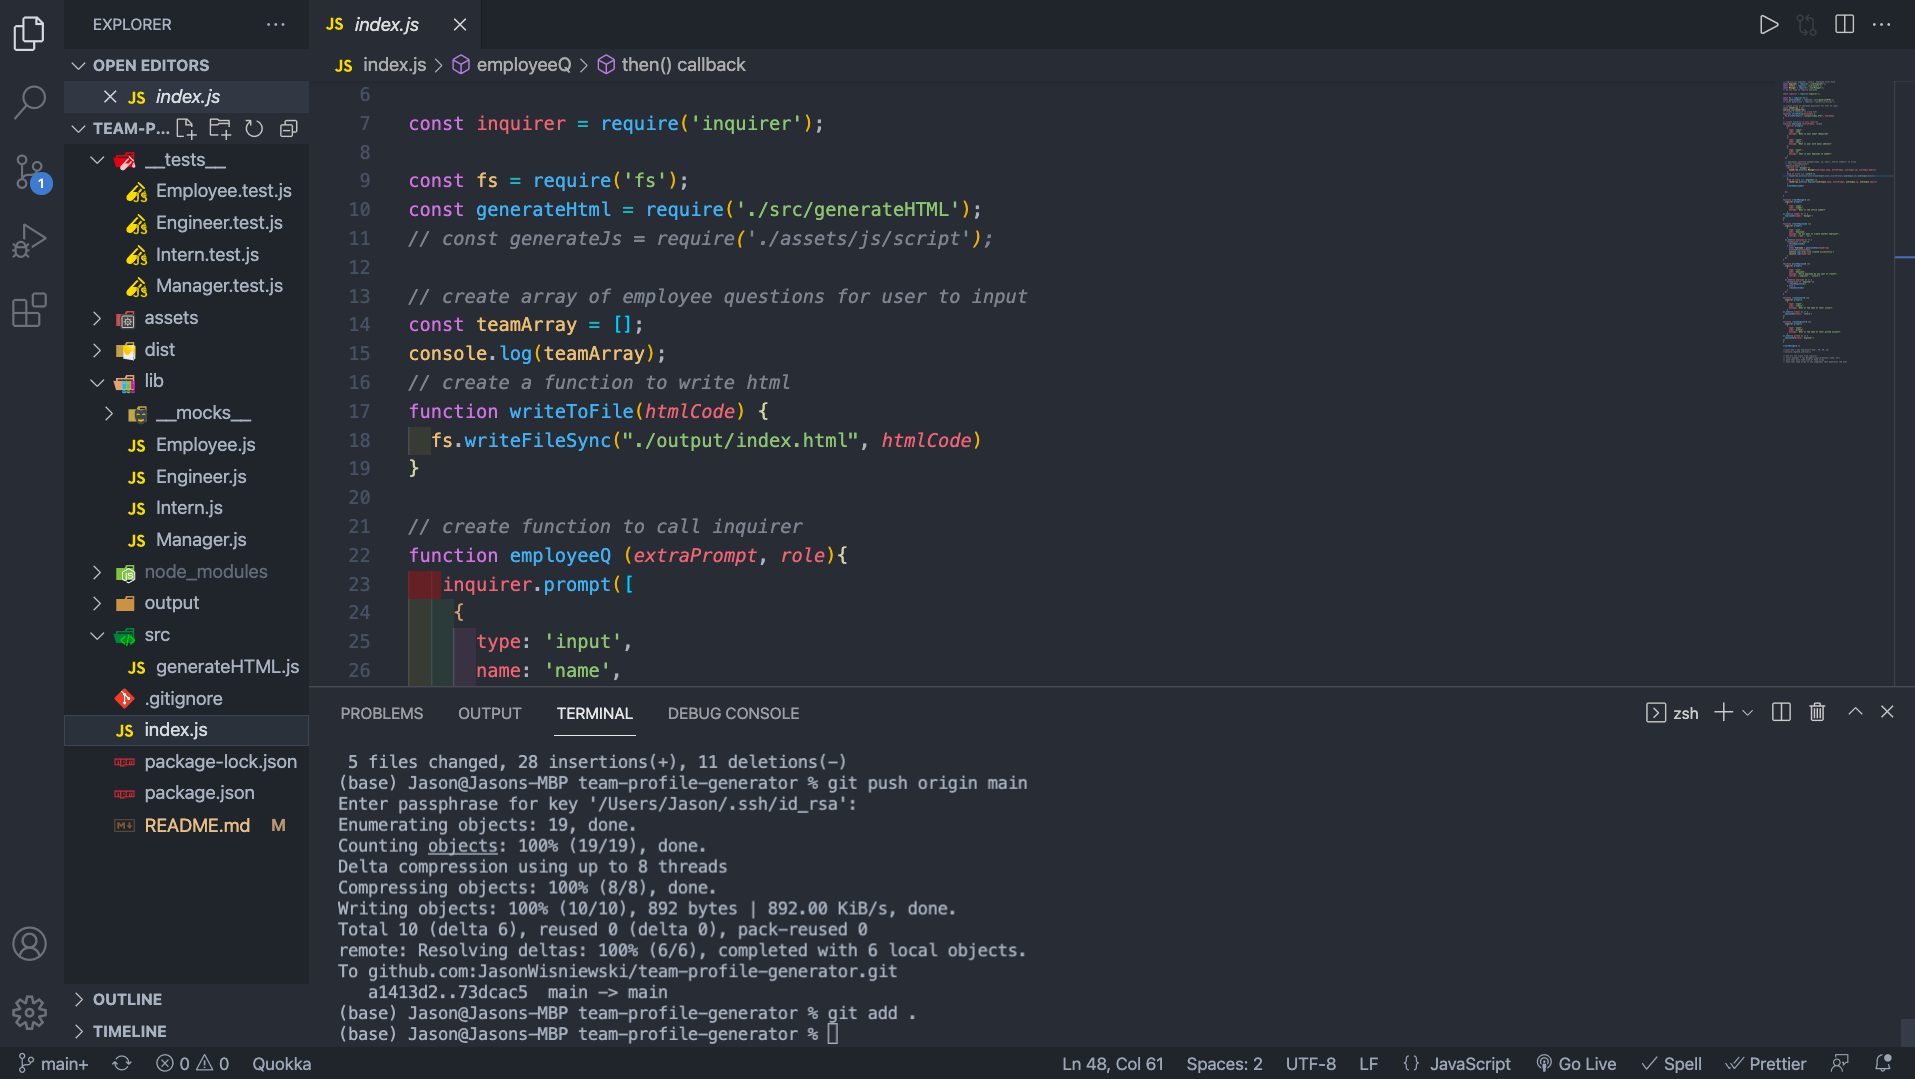 EXPLORER
OPEN EDITORS
JS index.js
TEAM-P...
__tests__
Employee.test.js
Engineer.test.js
Intern.test.js
Manager.test.js
assets
dist
lib
__mocks__
JS Employee.js
JS Engineer.js
JS Intern.js
JS Manager.js
node_modules
output
src
JS generateHTML.js
.gitignore
JS index.js
package-lock.json
package.json
README.md M
OUTLINE
TIMELINE
1
JS index.js
JS index.js > employeeQ > then() callback
6
7 const inquirer = require('inquirer');
8
9 const fs = require('fs');
10 const generateHtml = require('./src/generateHTML');
11 // const generateJs = require('./assets/js/script');
12
13 // create array of employee questions for user to input
14 const teamArray = [];
15 console.log(teamArray);
16 // create a function to write html
17 function writeToFile(htmlCode) {
18 fs.writeFileSync("./output/index.html", htmlCode)
19 }
20
21 // create function to call inquirer
22 function employeeQ (extraPrompt, role){
23 inquirer.prompt([
24 {
25 type: 'input',
26 name: 'name',
PROBLEMS OUTPUT TERMINAL DEBUG CONSOLE
zsh
5 files changed, 28 insertions(+), 11 deletions(-)
(base) Jason@Jasons-MBP team-profile-generator % git push origin main
Enter passphrase for key '/Users/Jason/.ssh/id_rsa':
Enumerating objects: 19, done.
Counting objects: 100% (19/19), done.
Delta compression using up to 8 threads
Compressing objects: 100% (8/8), done.
Writing objects: 100% (10/10), 892 bytes | 892.00 KiB/s, done.
Total 10 (delta 6), reused 0 (delta 0), pack-reused 0
remote: Resolving deltas: 100% (6/6), completed with 6 local objects.
To github.com:JasonWisniewski/team-profile-generator.git
a1413d2..73dcac5 main -> main
(base) Jason@Jasons-MBP team-profile-generator % git add .
(base) Jason@Jasons-MBP team-profile-generator %
main+ 0 0 Quokka Ln 48, Col 61 Spaces: 2 UTF-8 LF {} JavaScript Go Live Spell Prettier